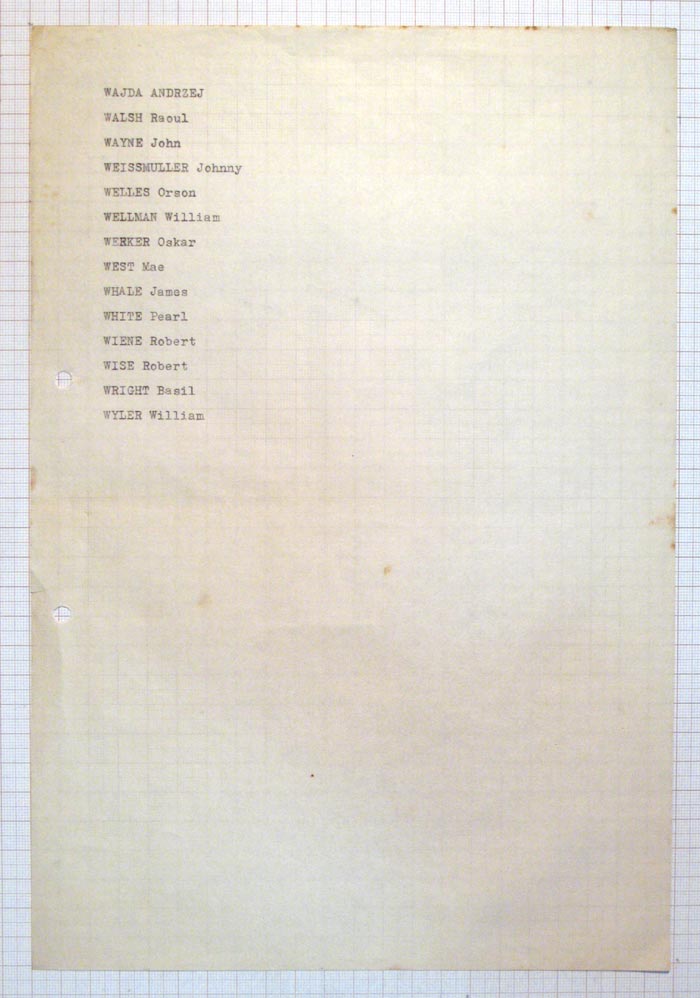 WAJDA ANDRZEJ
WALSH Raoul
WAYNE John
WEISSMULLER Johnny
WELLES Orson
WELLMAN William
WERKER Oskar
WEST Mae
WHALE James
WHITE Pearl
WIENE Robert
WISE Robert
WRIGHT Basil
WYLER William